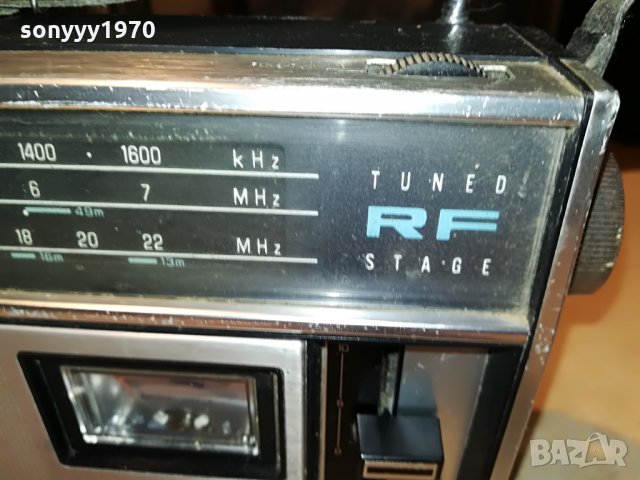 sonyyy1970
1400 · 1600 kHz
6 7 MHz
49m
18 20 22 MHz
16m 13m
TUNED
RF
STAGE
BAZAR